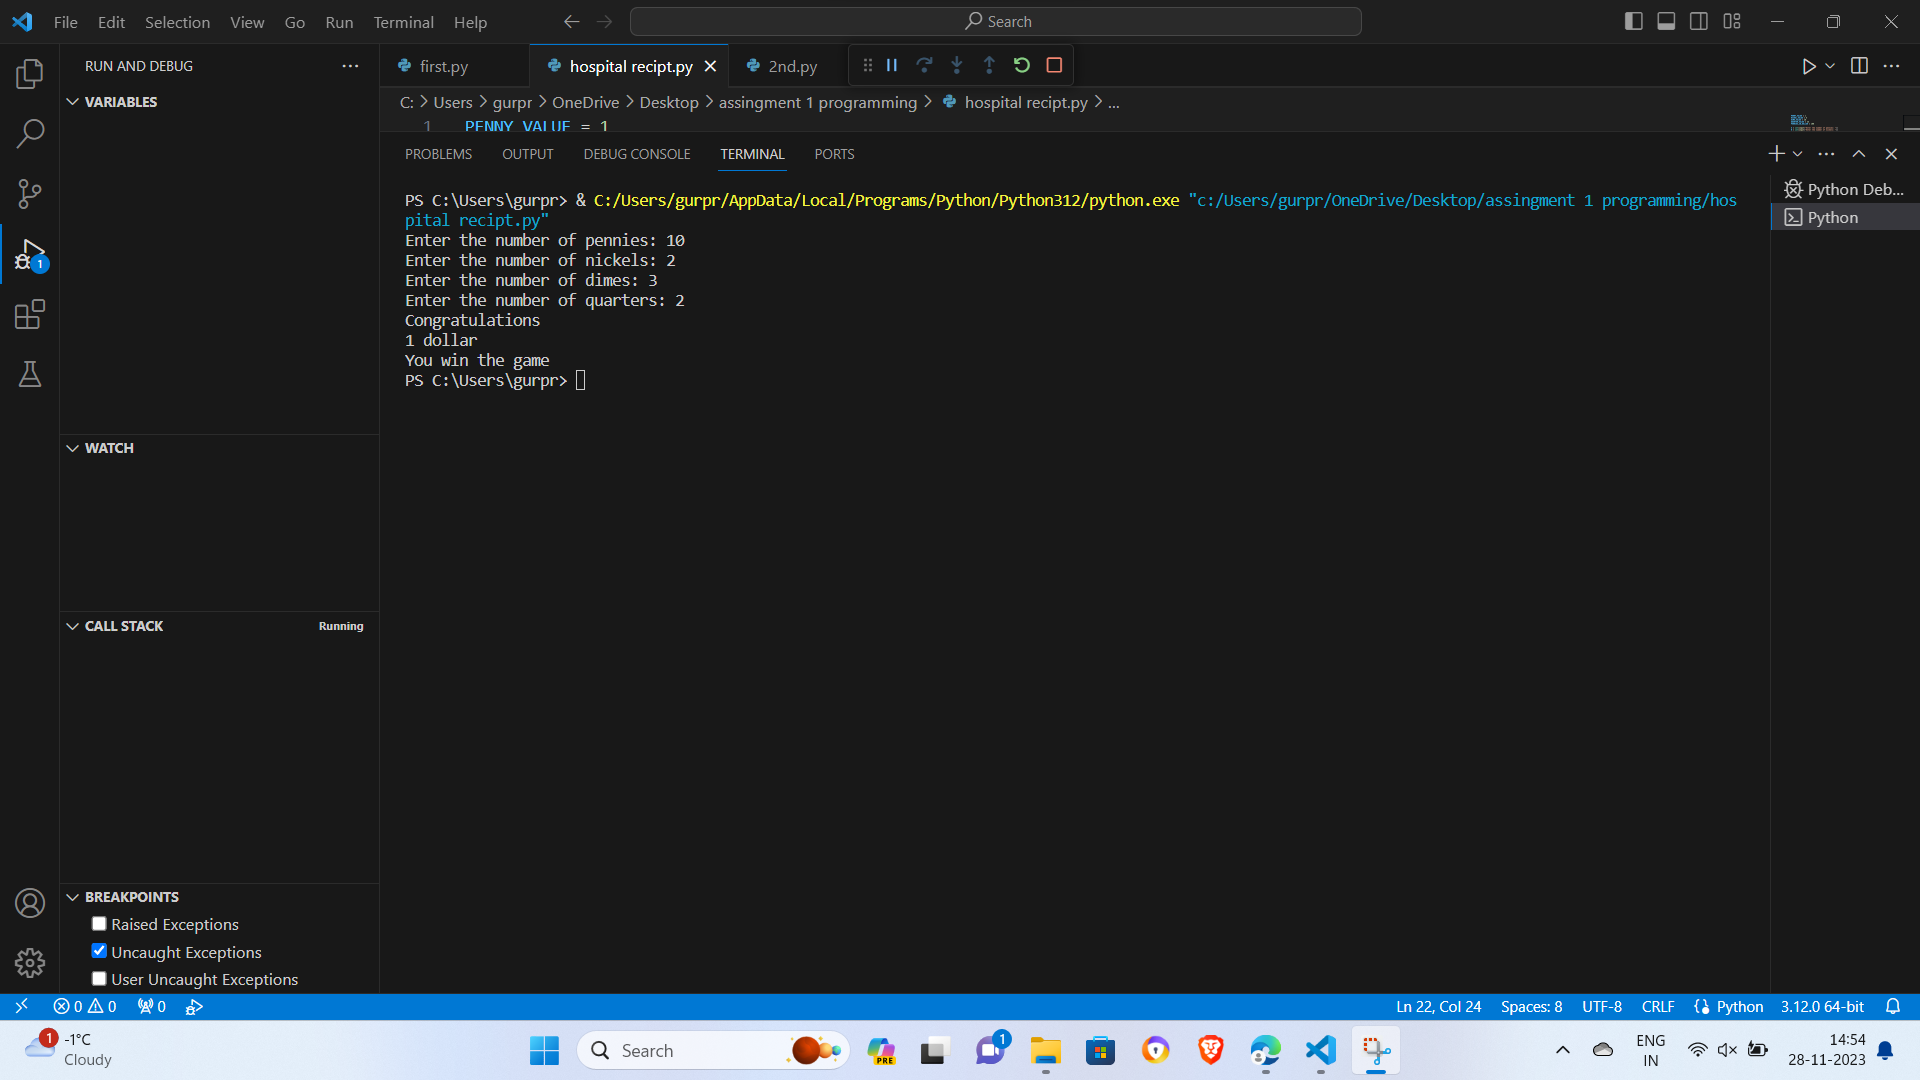 File Edit Selection View Go Run Terminal Help
Search
RUN AND DEBUG
first.py hospital recipt.py 2nd.py
C: > Users > gurpr > OneDrive > Desktop > assingment 1 programming > hospital recipt.py > ...
1 PENNY_VALUE = 1
VARIABLES
WATCH
CALL STACK Running
BREAKPOINTS
Raised Exceptions
Uncaught Exceptions
User Uncaught Exceptions
1
PROBLEMS OUTPUT DEBUG CONSOLE TERMINAL PORTS
PS C:\Users\gurpr> & C:/Users/gurpr/AppData/Local/Programs/Python/Python312/python.exe "c:/Users/gurpr/OneDrive/Desktop/assingment 1 programming/hos
pital recipt.py"
Enter the number of pennies: 10
Enter the number of nickels: 2
Enter the number of dimes: 3
Enter the number of quarters: 2
Congratulations
1 dollar
You win the game
PS C:\Users\gurpr>
Python Deb...
Python
0 0 0
Ln 22, Col 24 Spaces: 8 UTF-8 CRLF Python 3.12.0 64-bit
1
-1°C
Cloudy
Search
PRE
1
ENG
IN
14:54
28-11-2023